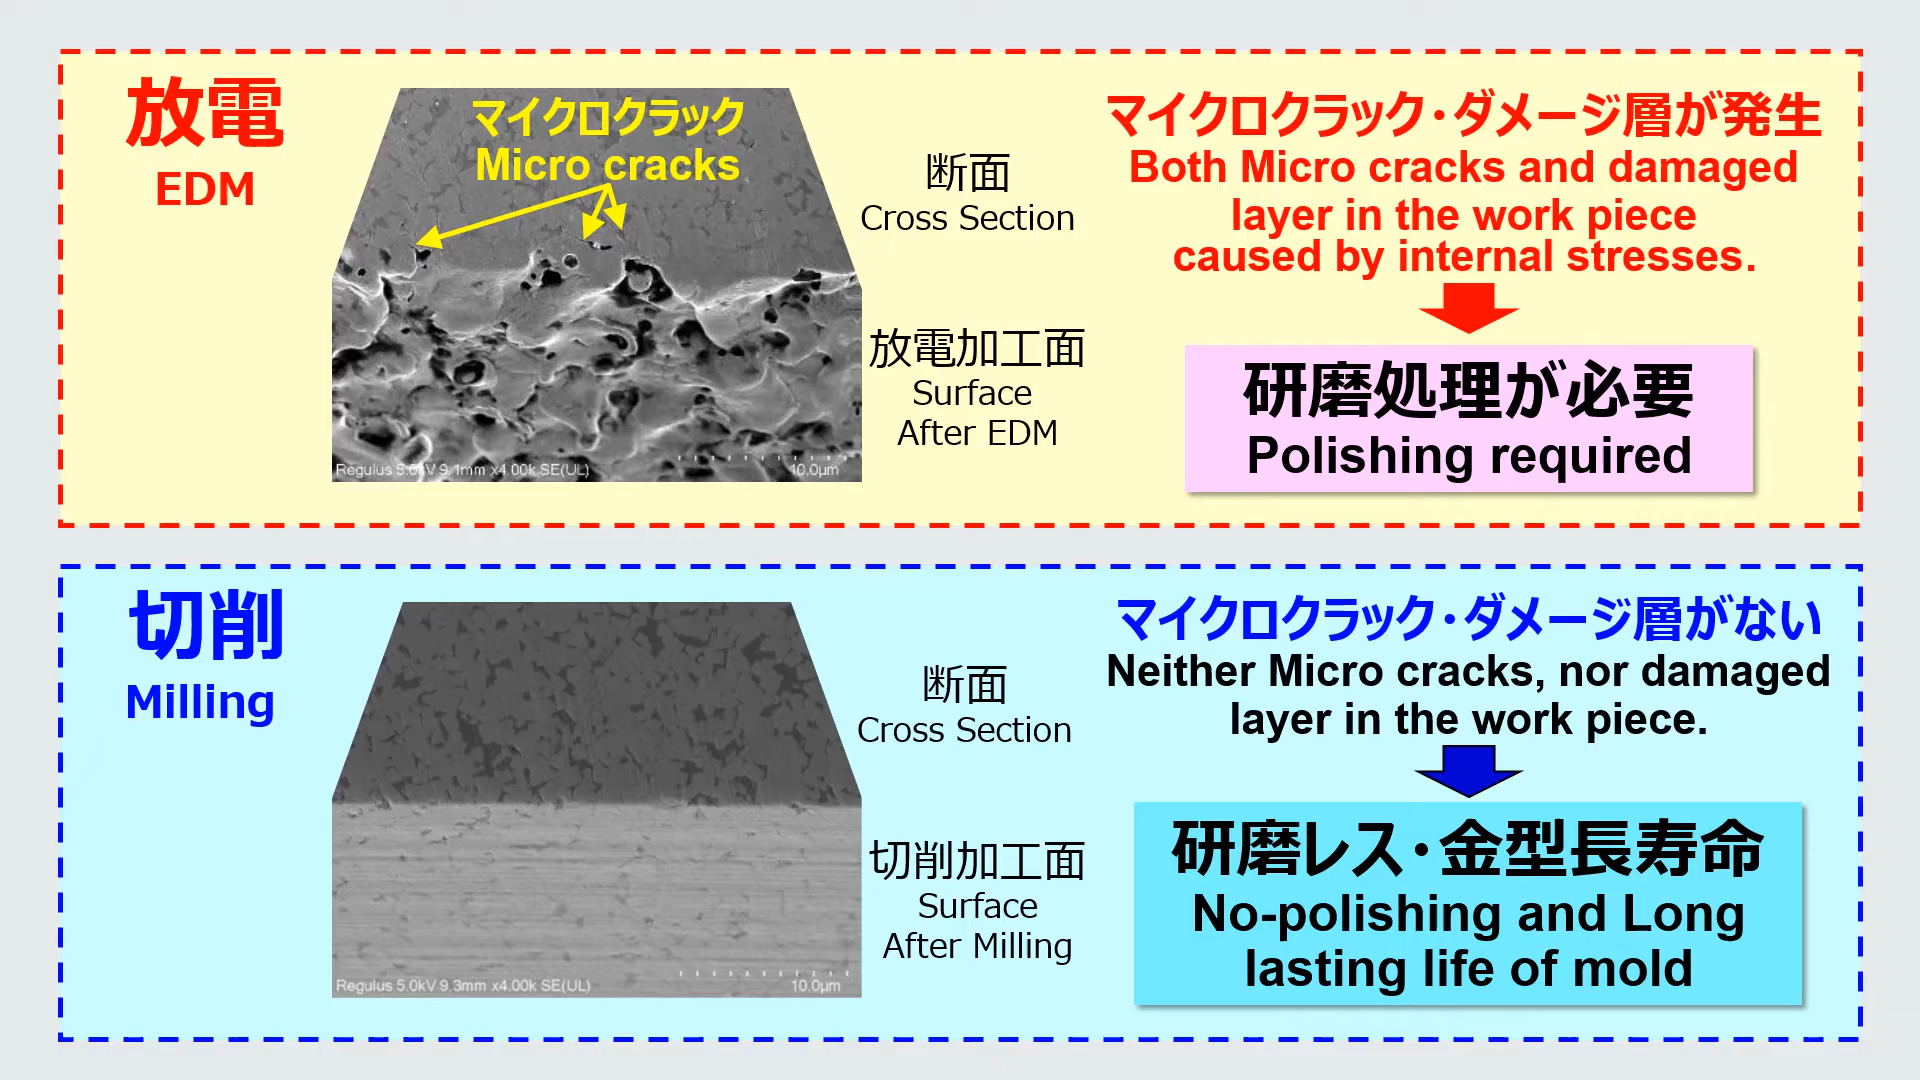 放電
EDM
マイクロクラック
Micro cracks
Regulus 5.0kV 9.1mm x4.00k SE(UL)
10.0μm
断面
Cross Section
放電加工面
Surface
After EDM
マイクロクラック・ダメージ層が発生
Both Micro cracks and damaged
layer in the work piece
caused by internal stresses.
研磨処理が必要
Polishing required
切削
Milling
Regulus 5.0kV 9.3mm x4.00k SE(UL)
10.0μm
断面
Cross Section
切削加工面
Surface
After Milling
マイクロクラック・ダメージ層がない
Neither Micro cracks, nor damaged
layer in the work piece.
研磨レス・金型長寿命
No-polishing and Long
lasting life of mold